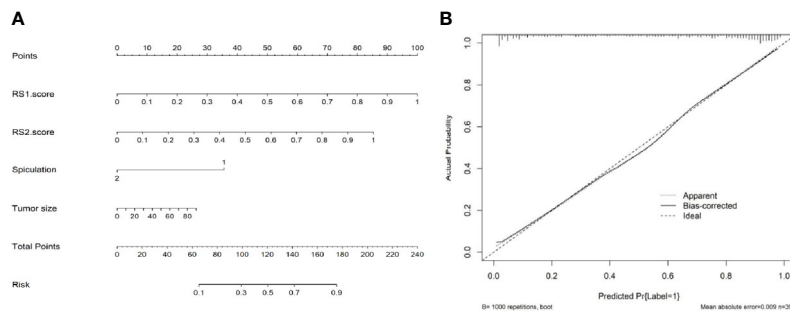 A
Points
0 10 20 30 40 50 60 70 80 90 100
RS1.score
0 0.1 0.2 0.3 0.4 0.5 0.6 0.7 0.8 0.9 1
RS2.score
0 0.1 0.2 0.3 0.4 0.5 0.6 0.7 0.8 0.9 1
Spiculation
1
2
Tumor size
0 20 40 60 80
Total Points
0 20 40 60 80 100 120 140 160 180 200 220 240
Risk
0.1 0.3 0.5 0.7 0.9
B
Actual Probability
1.0
0.8
0.6
0.4
0.2
0.0
Apparent
Bias-corrected
Ideal
0.0 0.2 0.4 0.6 0.8 1.0
Predicted Pr{Label=1}
B= 1000 repetitions, boot
Mean absolute error=0.009